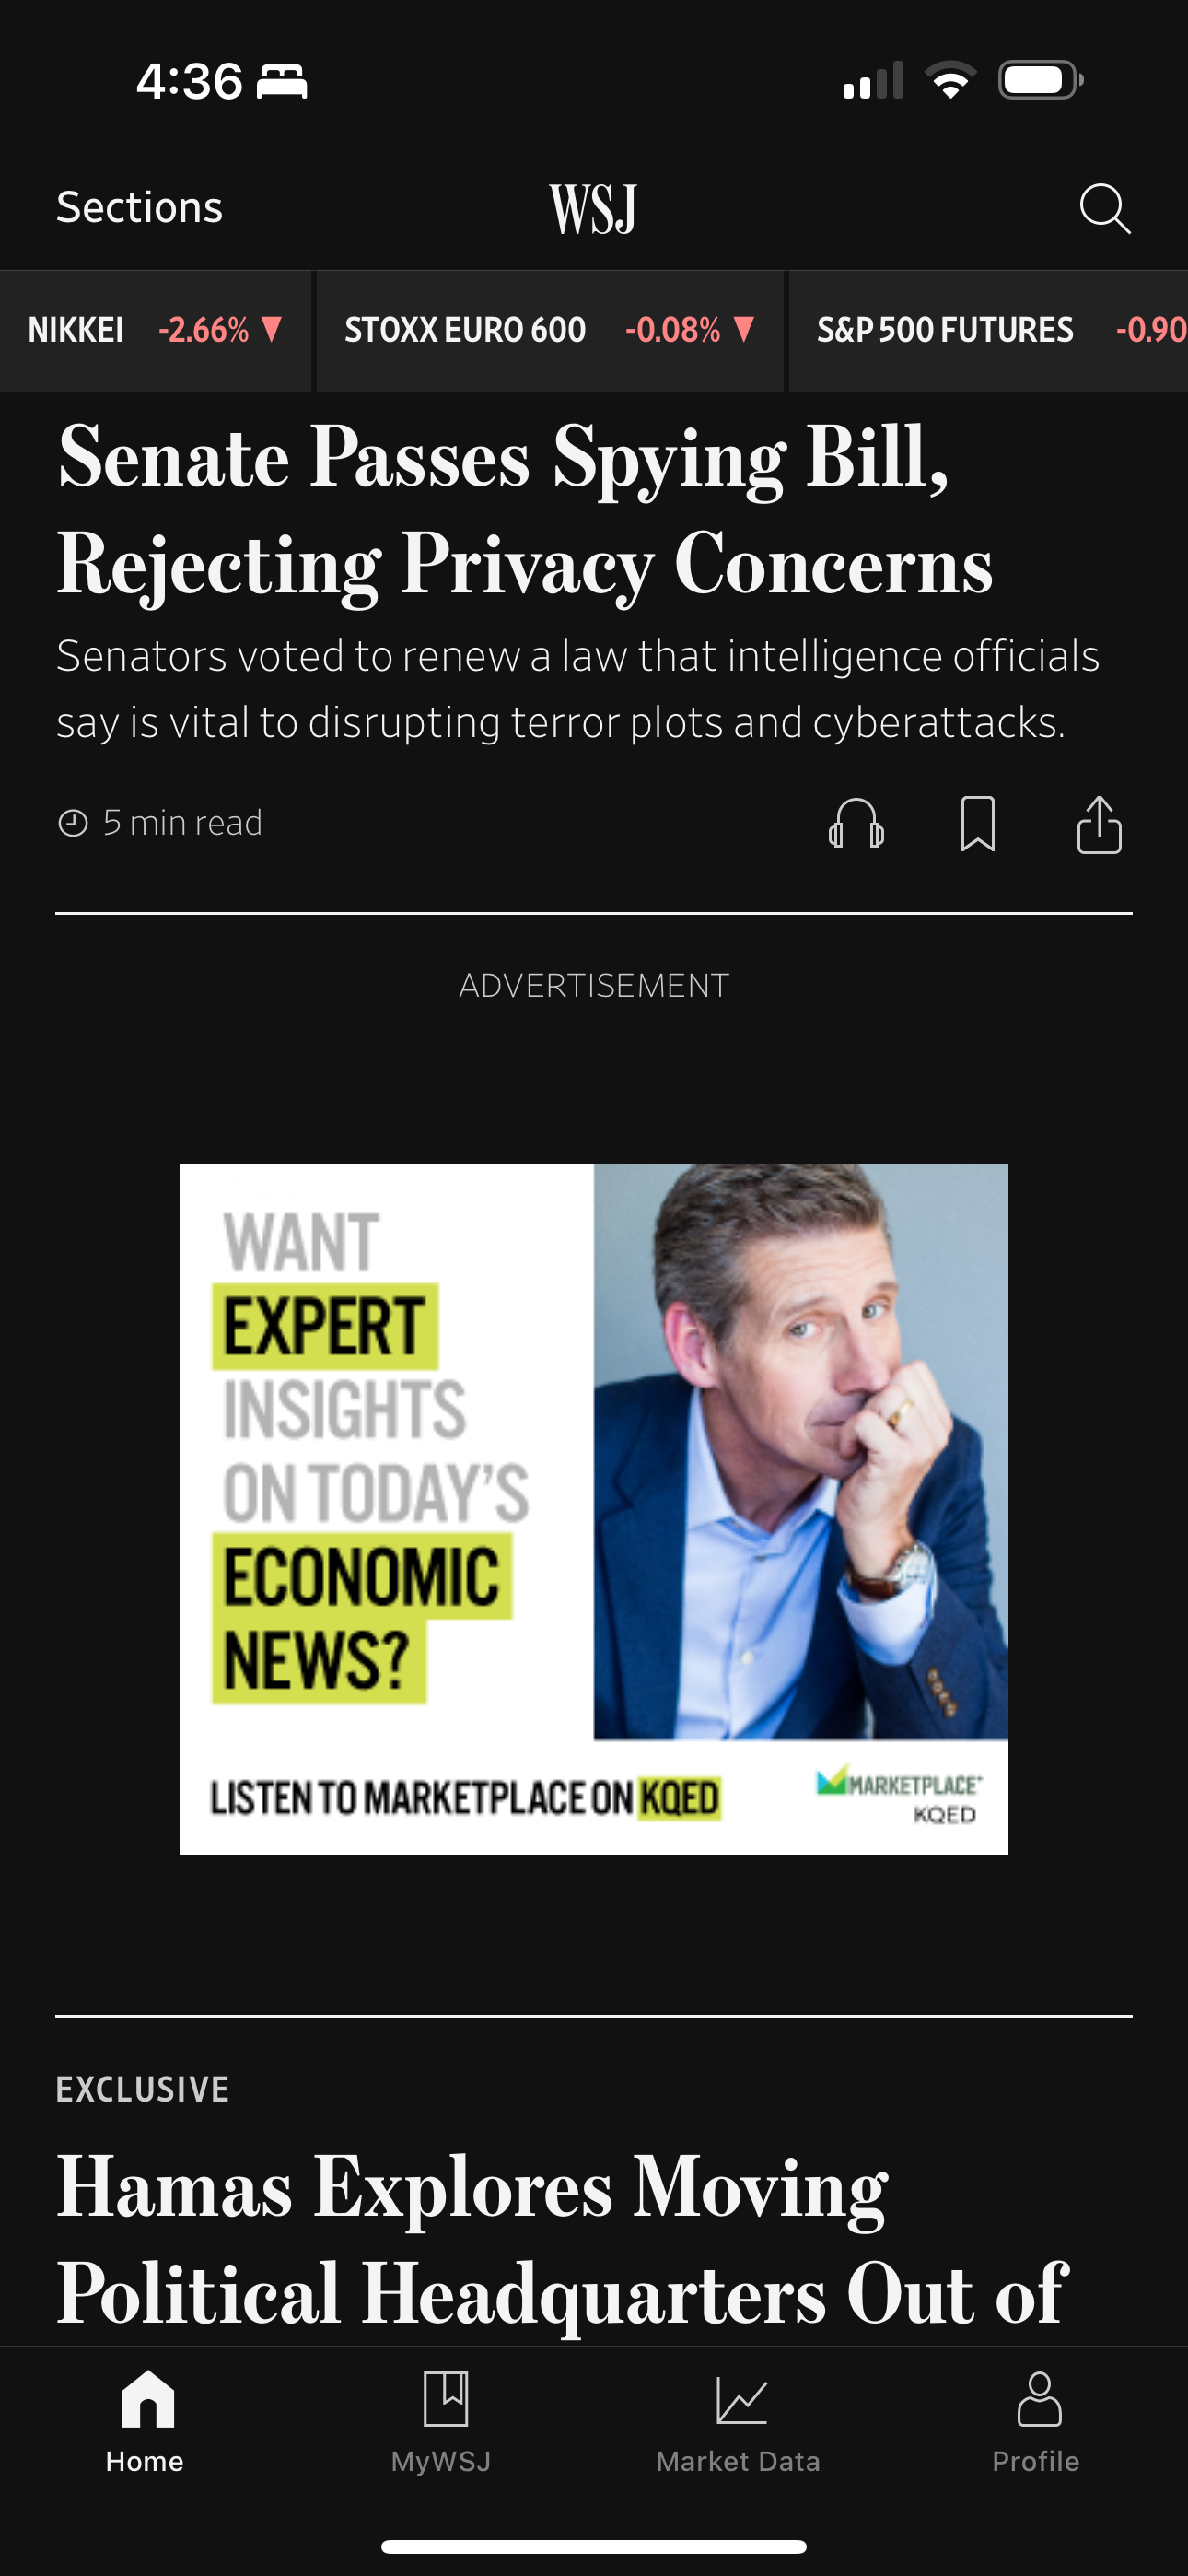 4:36
Sections WSJ
NIKKEI -2.66% ▼ STOXX EURO 600 -0.08% ▼ S&P 500 FUTURES -0.90
Senate Passes Spying Bill,
Rejecting Privacy Concerns
Senators voted to renew a law that intelligence officials
say is vital to disrupting terror plots and cyberattacks.
5 min read
ADVERTISEMENT
WANT
EXPERT
INSIGHTS
ON TODAY'S
ECONOMIC
NEWS?
LISTEN TO MARKETPLACE ON KQED
MARKETPLACE
KQED
EXCLUSIVE
Hamas Explores Moving
Political Headquarters Out of
Home MyWSJ Market Data Profile